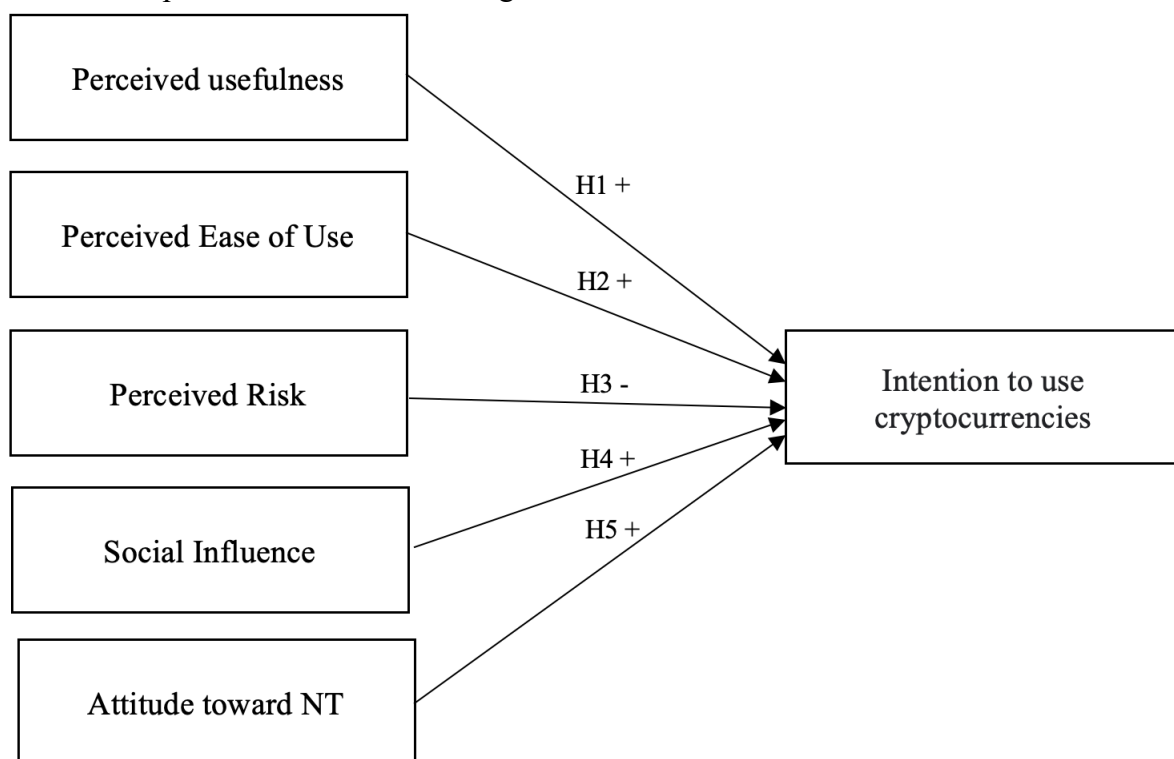 Perceived usefulness
H1 +
Perceived Ease of Use
H2 +
Perceived Risk
H3 -
Intention to use
cryptocurrencies
H4 +
Social Influence
H5 +
Attitude toward NT